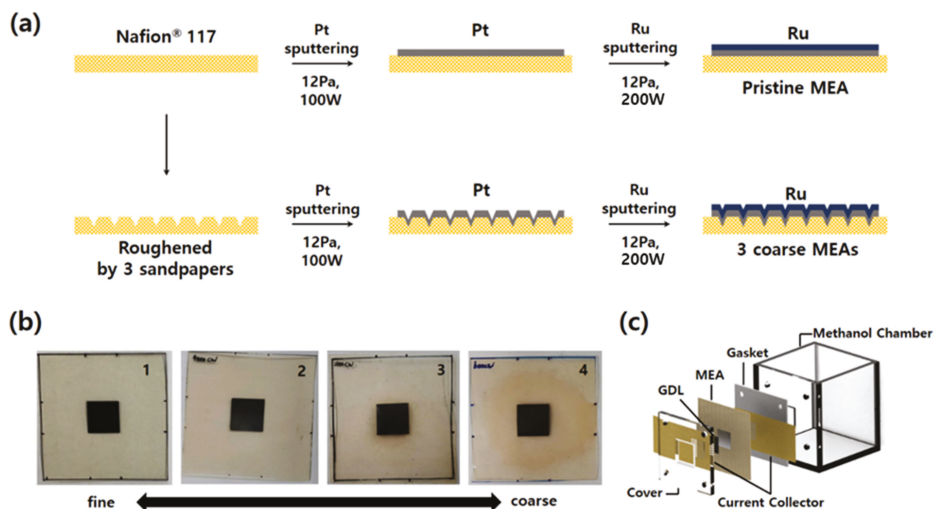 (a)
Nafion® 117
Pt
sputtering
12Pa,
100W
Pt
Ru
sputtering
12Pa,
200W
Ru
Pristine MEA
Roughened
by 3 sandpapers
Pt
sputtering
12Pa,
100W
Pt
Ru
sputtering
12Pa,
200W
Ru
3 coarse MEAs
(b)
1
2
3
4
fine
coarse
(c)
Methanol Chamber
Gasket
MEA
GDL
Cover
Current Collector